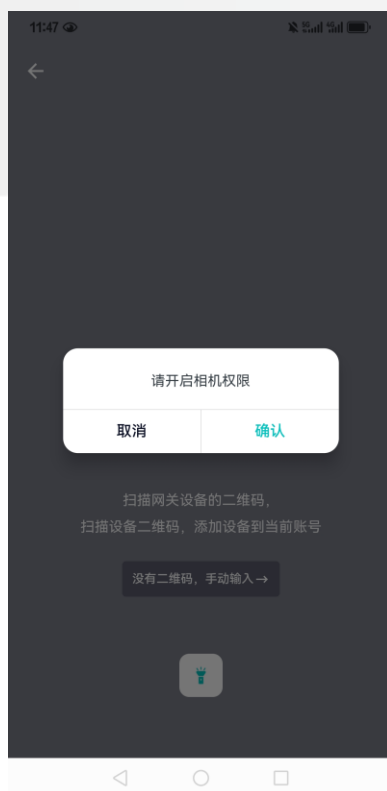 11:47
请开启相机权限
取消
确认
扫描网关设备的二维码，
扫描设备二维码，添加设备到当前账号
没有二维码，手动输入→